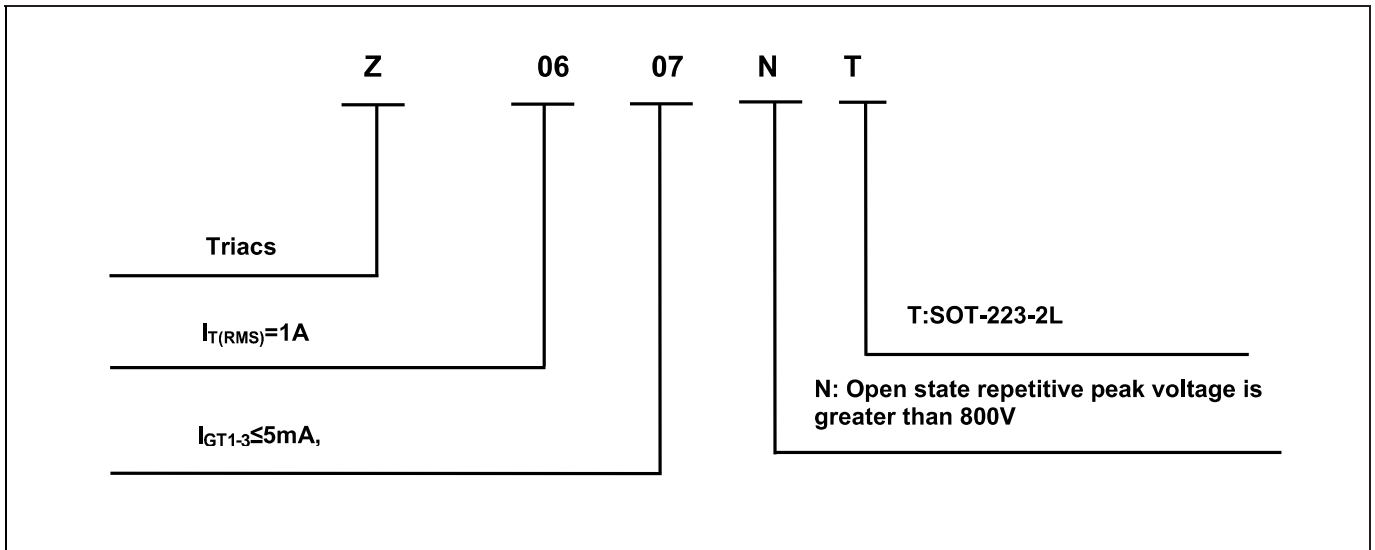 Z 06 07 N T
Triacs
T:SOT-223-2L
IT(RMS)=1A
N: Open state repetitive peak voltage is
greater than 800V
IGT1-3≤5mA,